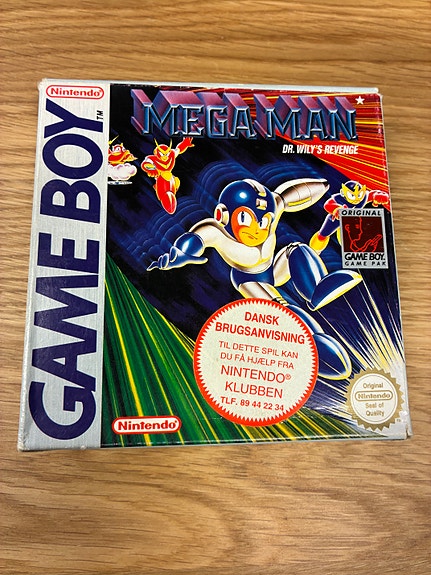 Nintendo
GAME BOY™
MEGA MAN
DR. WILY'S REVENGE
ORIGINAL
GAME BOY
GAME PAK
DANSK
BRUGSANVISNING
TIL DETTE SPIL KAN
DU FÅ HJÆLP FRA
NINTENDO®
KLUBBEN
TLF. 89 44 22 34
Original
Nintendo
Seal of
Quality
Nintendo